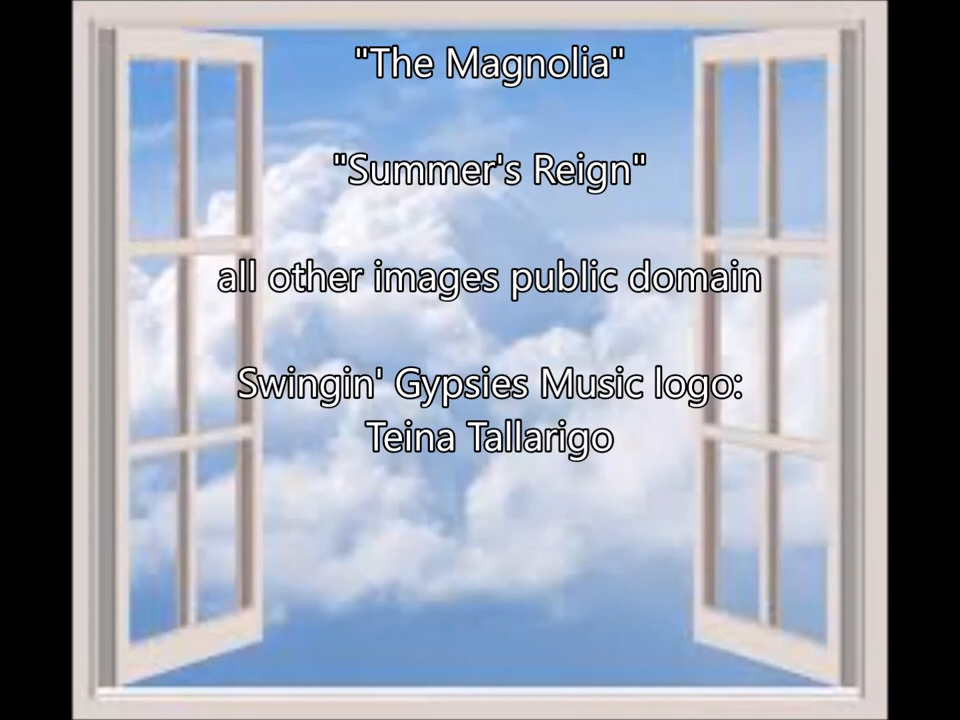 "The Magnolia"
"Summer's Reign"
all other images public domain
Swingin' Gypsies Music logo:
Teina Tallarigo